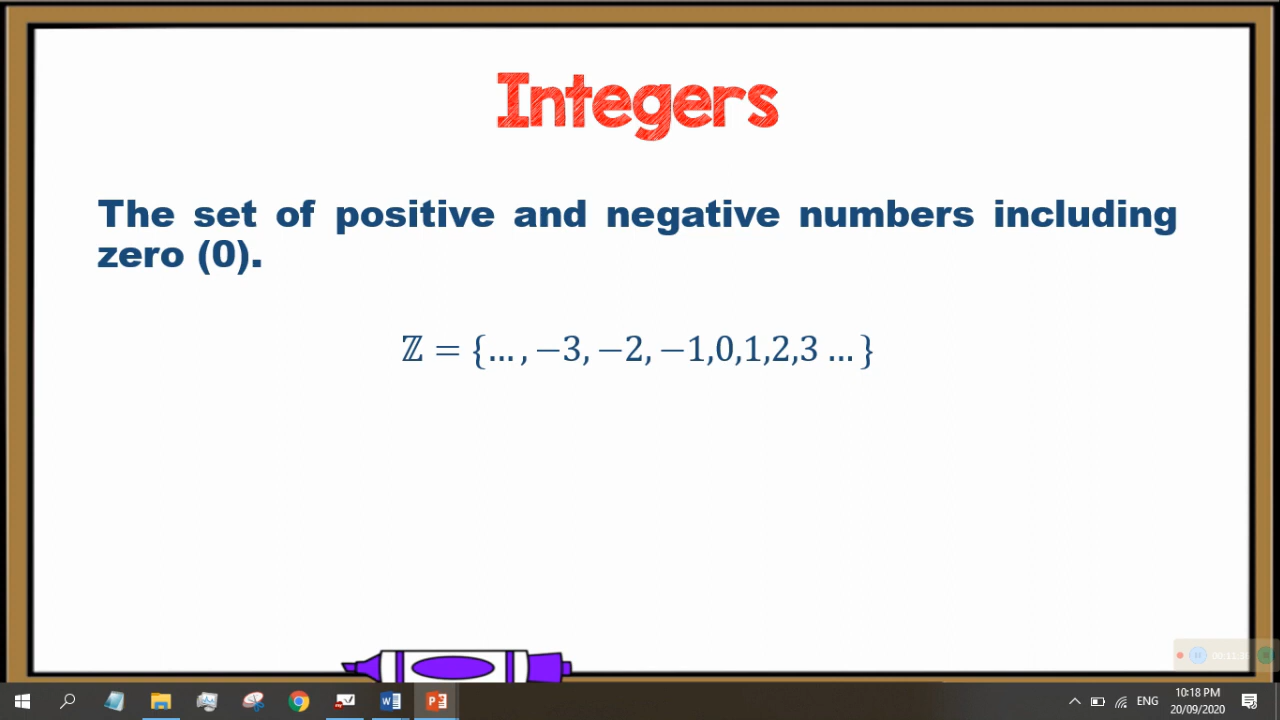 Integers
The set of positive and negative numbers including
zero (0).
ℤ = {… , −3, −2, −1,0,1,2,3 … }
ENG
10:18 PM
20/09/2020